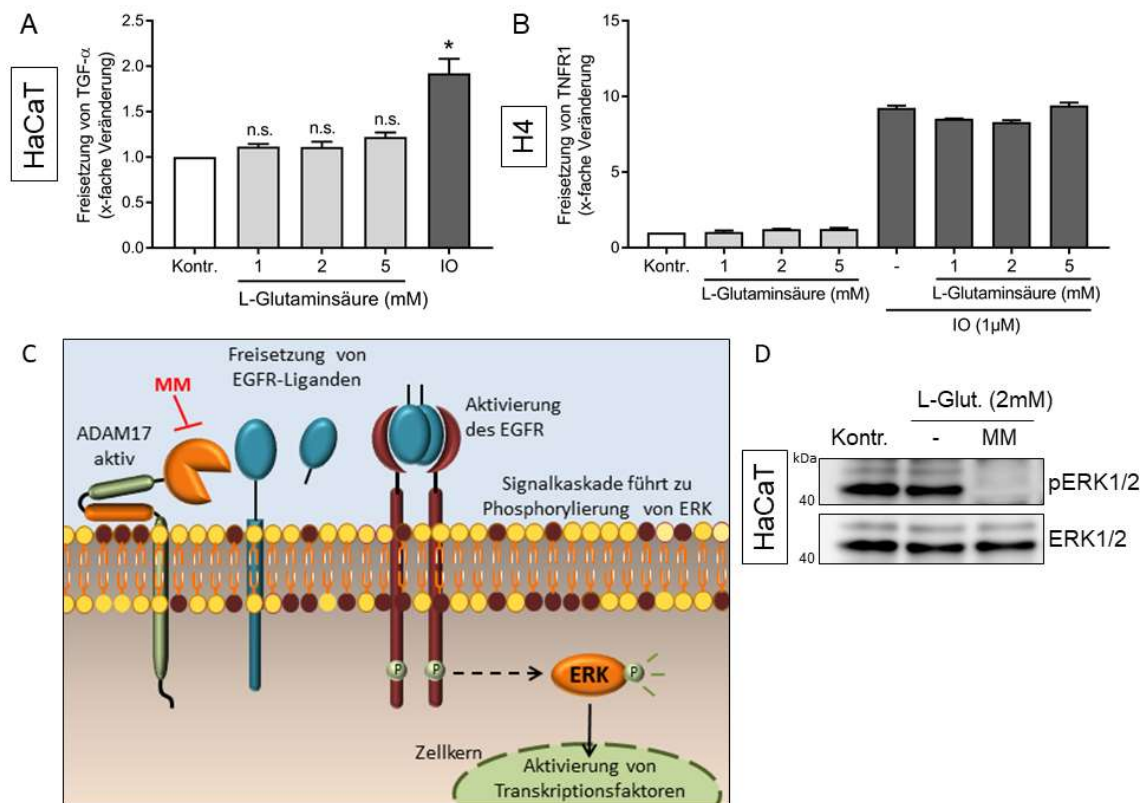 A
HaCaT
Freisetzung von TGF-α
(x-fache Veränderung)
2.5
2.0
1.5
1.0
0.5
0.0
n.s.
n.s.
n.s.
*
Kontr.
1
2
5
IO
L-Glutaminsäure (mM)
B
H4
Freisetzung von TNFR1
(x-fache Veränderung
15
10
5
0
Kontr.
1
2
5
-
1
2
5
L-Glutaminsäure (mM)
L-Glutaminsäure (mM)
IO (1µM)
C
MM
ADAM17
aktiv
Freisetzung von
EGFR-Liganden
Aktivierung
des EGFR
Signalkaskade führt zu
Phosphorylierung von ERK
P
P
ERK
P
Zellkern
Aktivierung von
Transkriptionsfaktoren
D
HaCaT
L-Glut. (2mM)
Kontr.
-
MM
kDa
40
pERK1/2
40
ERK1/2